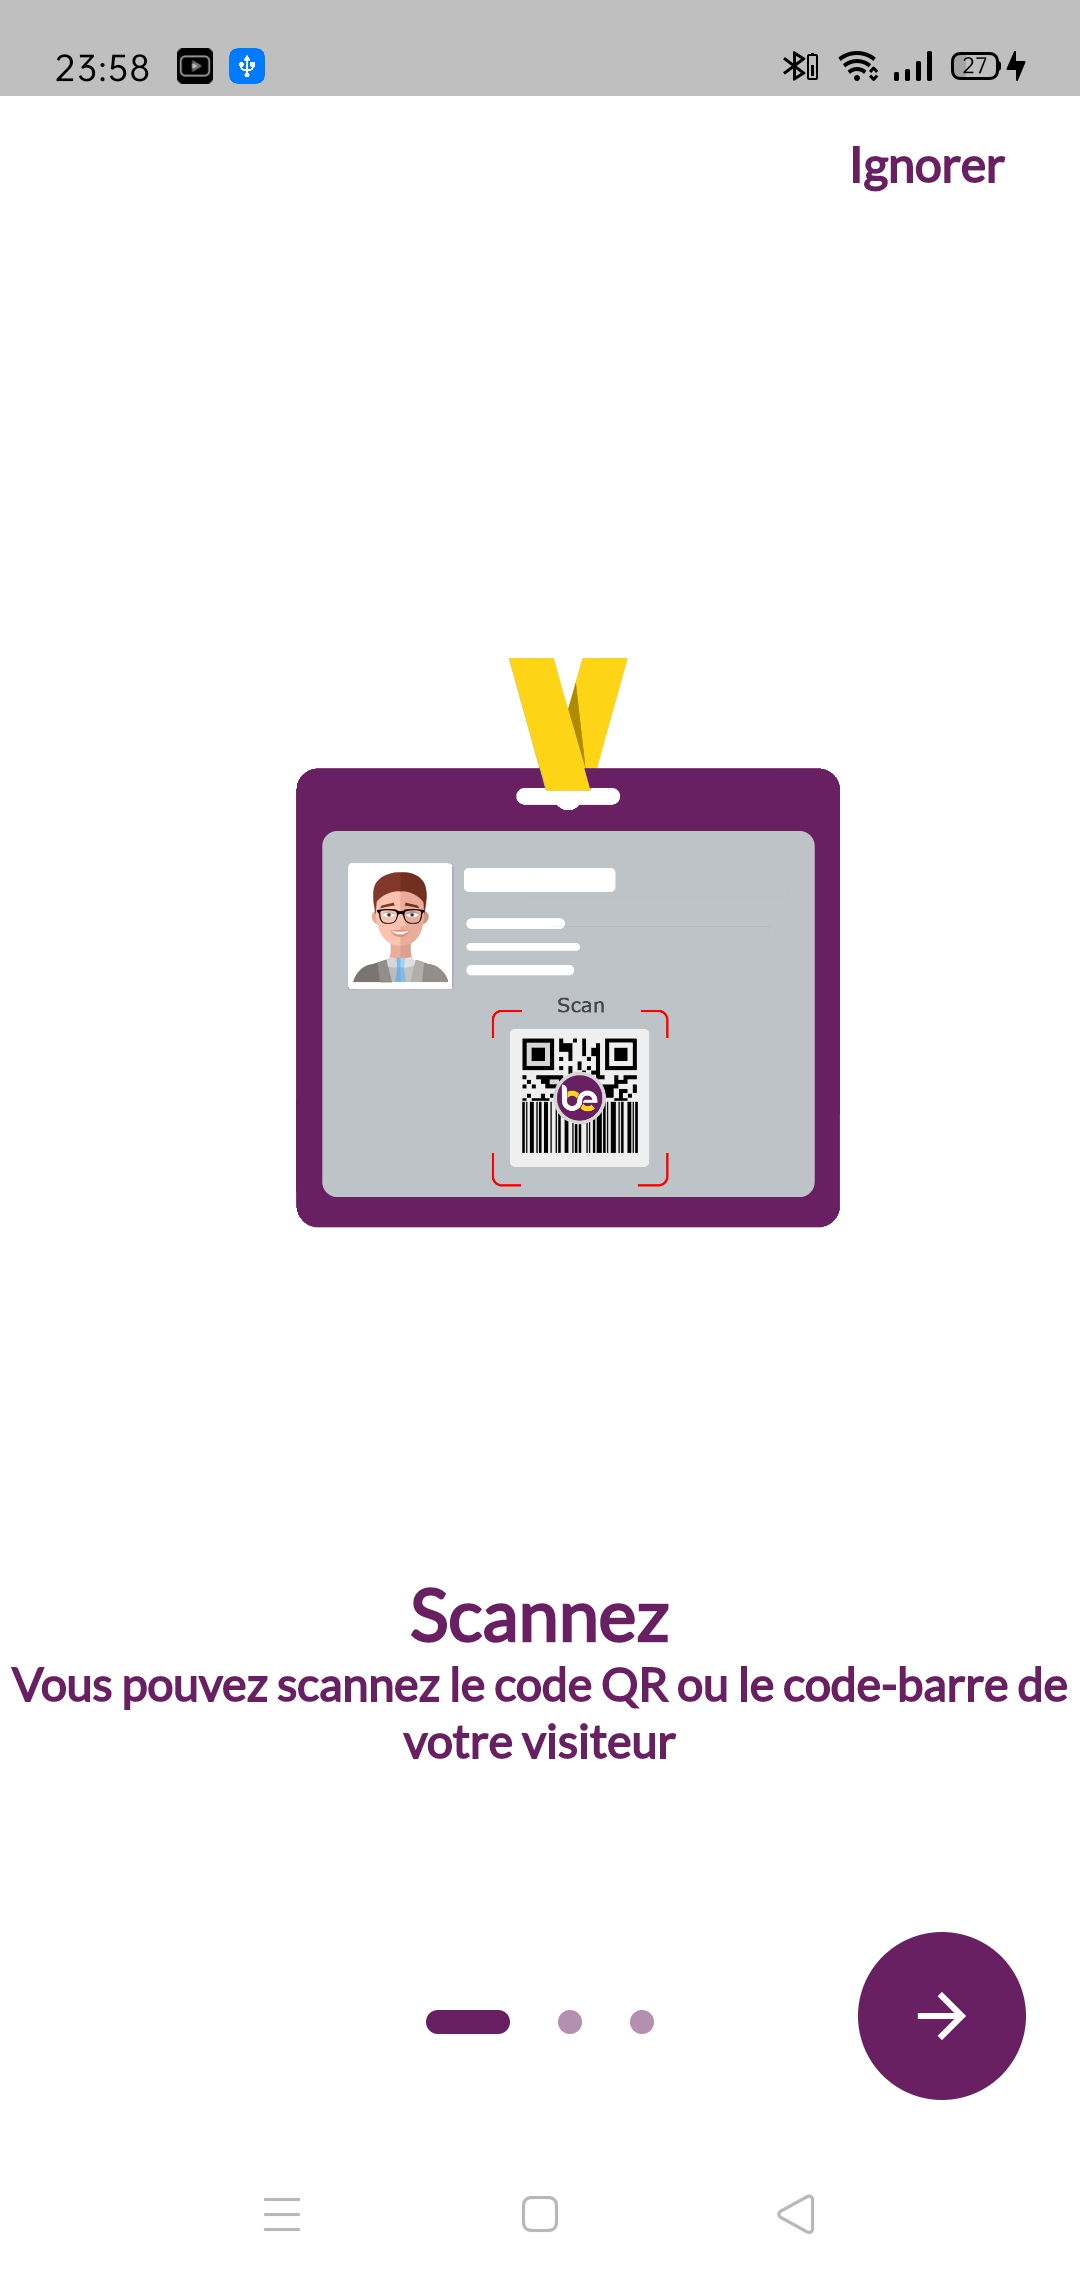 23:58
27
Ignorer
Scan
be
Scannez
Vous pouvez scannez le code QR ou le code-barre de
votre visiteur